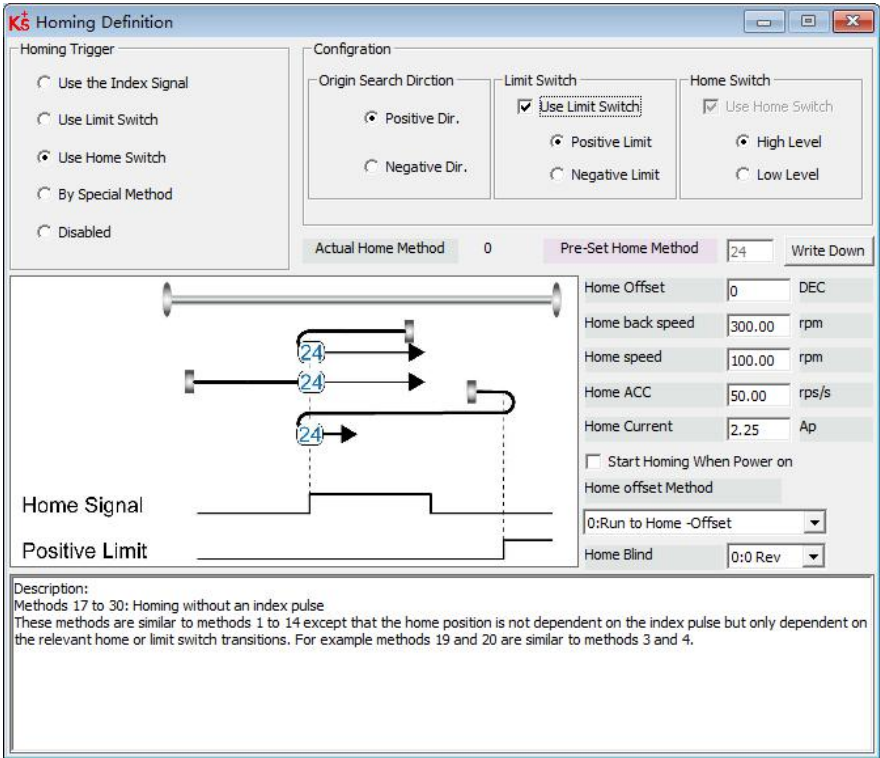 Kṡ Homing Definition
Homing Trigger
Use the Index Signal
Use Limit Switch
Use Home Switch
By Special Method
Disabled
Configration
Origin Search Dirction
Positive Dir.
Negative Dir.
Limit Switch
Use Limit Switch
Positive Limit
Negative Limit
Home Switch
Use Home Switch
High Level
Low Level
Actual Home Method 0 Pre-Set Home Method 24 Write Down
24
24
24
Home Signal
Positive Limit
Home Offset 0 DEC
Home back speed 300.00 rpm
Home speed 100.00 rpm
Home ACC 50.00 rps/s
Home Current 2.25 Ap
Start Homing When Power on
Home offset Method
0:Run to Home -Offset
Home Blind 0:0 Rev
Description:
Methods 17 to 30: Homing without an index pulse
These methods are similar to methods 1 to 14 except that the home position is not dependent on the index pulse but only dependent on
the relevant home or limit switch transitions. For example methods 19 and 20 are similar to methods 3 and 4.